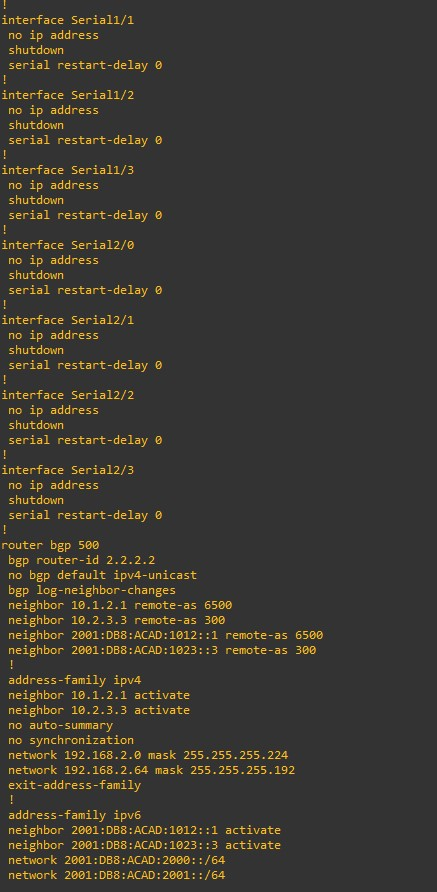 !
interface Serial1/1
 no ip address
 shutdown
 serial restart-delay 0
!
interface Serial1/2
 no ip address
 shutdown
 serial restart-delay 0
!
interface Serial1/3
 no ip address
 shutdown
 serial restart-delay 0
!
interface Serial2/0
 no ip address
 shutdown
 serial restart-delay 0
!
interface Serial2/1
 no ip address
 shutdown
 serial restart-delay 0
!
interface Serial2/2
 no ip address
 shutdown
 serial restart-delay 0
!
interface Serial2/3
 no ip address
 shutdown
 serial restart-delay 0
!
router bgp 500
 bgp router-id 2.2.2.2
 no bgp default ipv4-unicast
 bgp log-neighbor-changes
 neighbor 10.1.2.1 remote-as 6500
 neighbor 10.2.3.3 remote-as 300
 neighbor 2001:DB8:ACAD:1012::1 remote-as 6500
 neighbor 2001:DB8:ACAD:1023::3 remote-as 300
 !
 address-family ipv4
 neighbor 10.1.2.1 activate
 neighbor 10.2.3.3 activate
 no auto-summary
 no synchronization
 network 192.168.2.0 mask 255.255.255.224
 network 192.168.2.64 mask 255.255.255.192
 exit-address-family
 !
 address-family ipv6
 neighbor 2001:DB8:ACAD:1012::1 activate
 neighbor 2001:DB8:ACAD:1023::3 activate
 network 2001:DB8:ACAD:2000::/64
 network 2001:DB8:ACAD:2001::/64